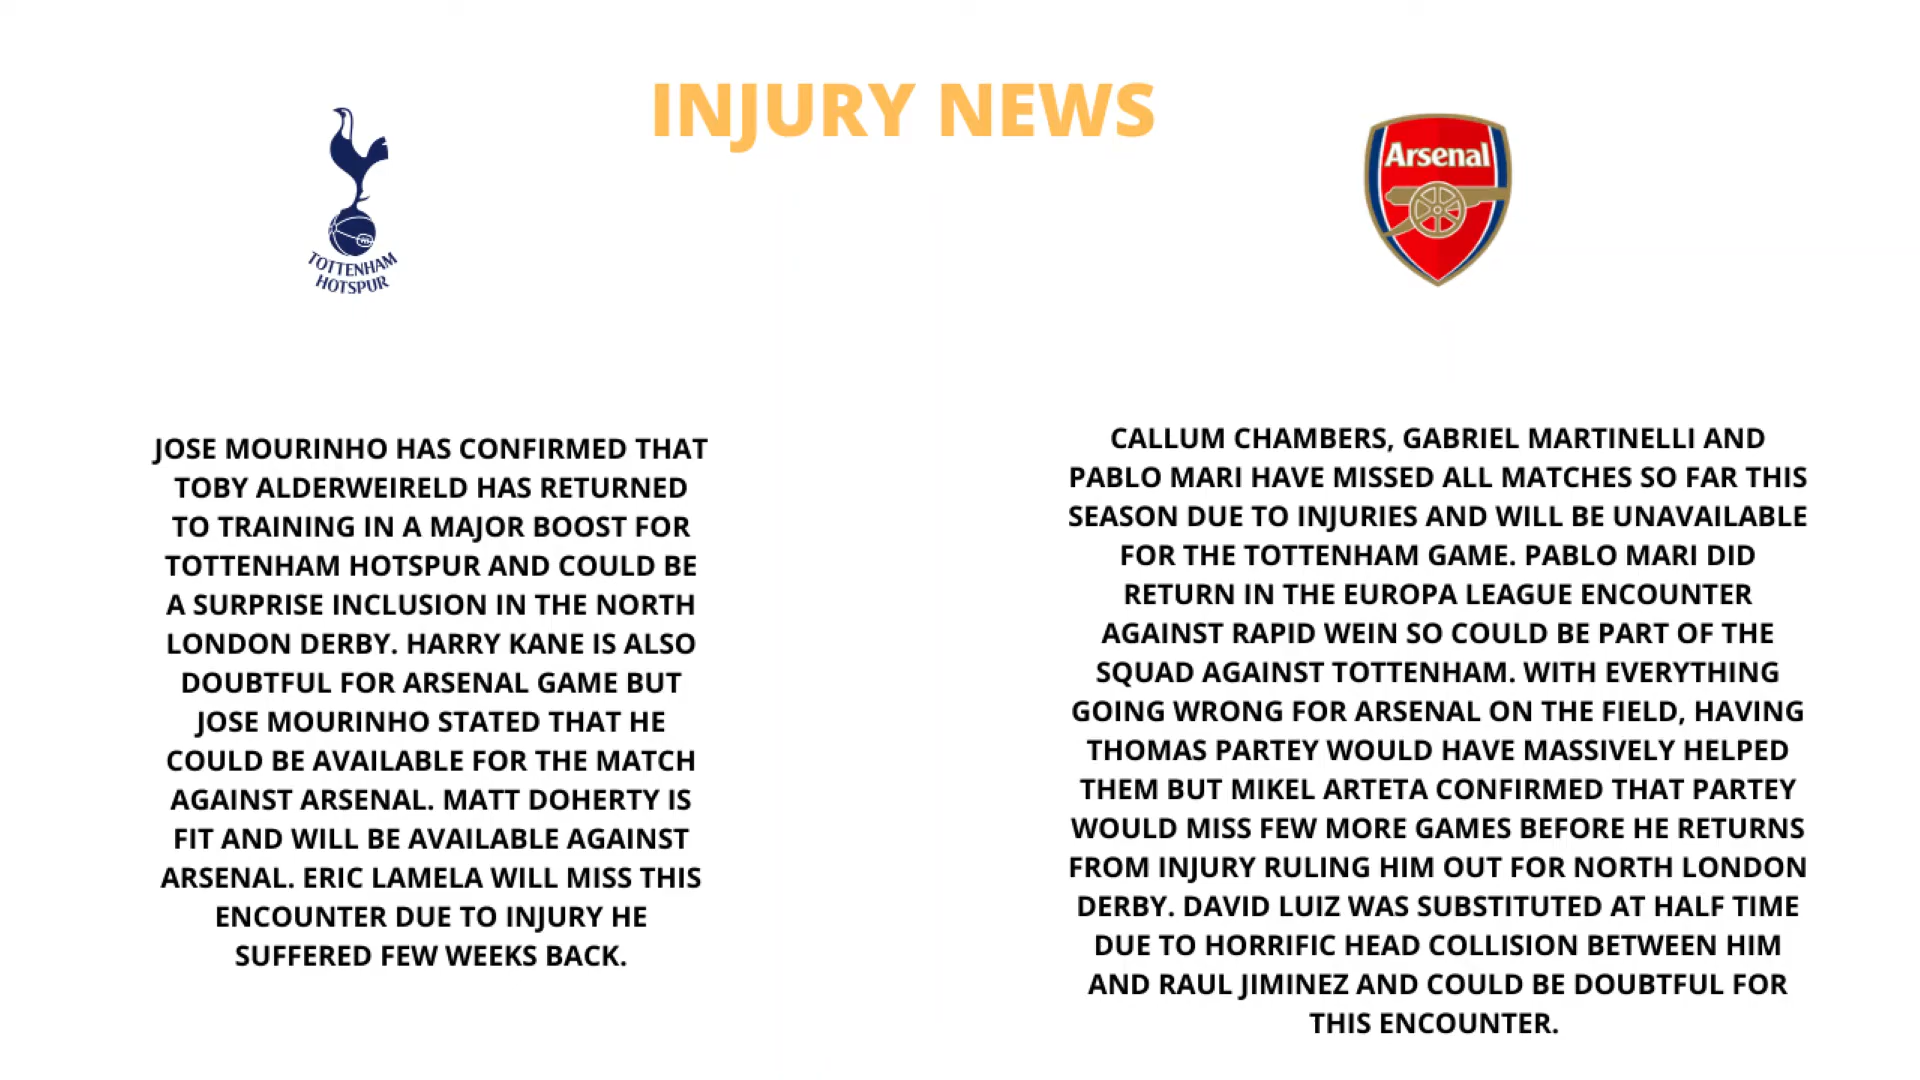 INJURY NEWS
TOTTENHAM
HOTSPUR
Arsenal
JOSE MOURINHO HAS CONFIRMED THAT
TOBY ALDERWEIRELD HAS RETURNED
TO TRAINING IN A MAJOR BOOST FOR
TOTTENHAM HOTSPUR AND COULD BE
A SURPRISE INCLUSION IN THE NORTH
LONDON DERBY. HARRY KANE IS ALSO
DOUBTFUL FOR ARSENAL GAME BUT
JOSE MOURINHO STATED THAT HE
COULD BE AVAILABLE FOR THE MATCH
AGAINST ARSENAL. MATT DOHERTY IS
FIT AND WILL BE AVAILABLE AGAINST
ARSENAL. ERIC LAMELA WILL MISS THIS
ENCOUNTER DUE TO INJURY HE
SUFFERED FEW WEEKS BACK.
CALLUM CHAMBERS, GABRIEL MARTINELLI AND
PABLO MARI HAVE MISSED ALL MATCHES SO FAR THIS
SEASON DUE TO INJURIES AND WILL BE UNAVAILABLE
FOR THE TOTTENHAM GAME. PABLO MARI DID
RETURN IN THE EUROPA LEAGUE ENCOUNTER
AGAINST RAPID WEIN SO COULD BE PART OF THE
SQUAD AGAINST TOTTENHAM. WITH EVERYTHING
GOING WRONG FOR ARSENAL ON THE FIELD, HAVING
THOMAS PARTEY WOULD HAVE MASSIVELY HELPED
THEM BUT MIKEL ARTETA CONFIRMED THAT PARTEY
WOULD MISS FEW MORE GAMES BEFORE HE RETURNS
FROM INJURY RULING HIM OUT FOR NORTH LONDON
DERBY. DAVID LUIZ WAS SUBSTITUTED AT HALF TIME
DUE TO HORRIFIC HEAD COLLISION BETWEEN HIM
AND RAUL JIMINEZ AND COULD BE DOUBTFUL FOR
THIS ENCOUNTER.